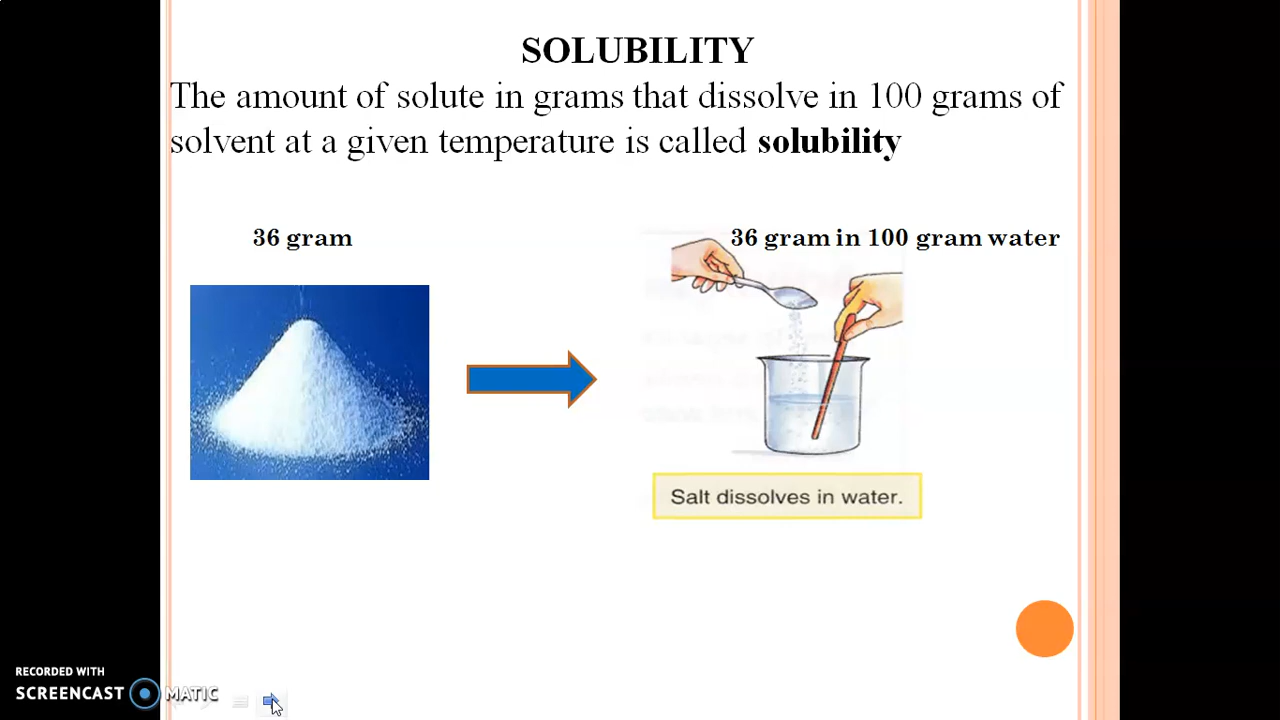 SOLUBILITY
The amount of solute in grams that dissolve in 100 grams of
solvent at a given temperature is called solubility
36 gram
36 gram in 100 gram water
Salt dissolves in water.
RECORDED WITH
SCREENCAST MATIC